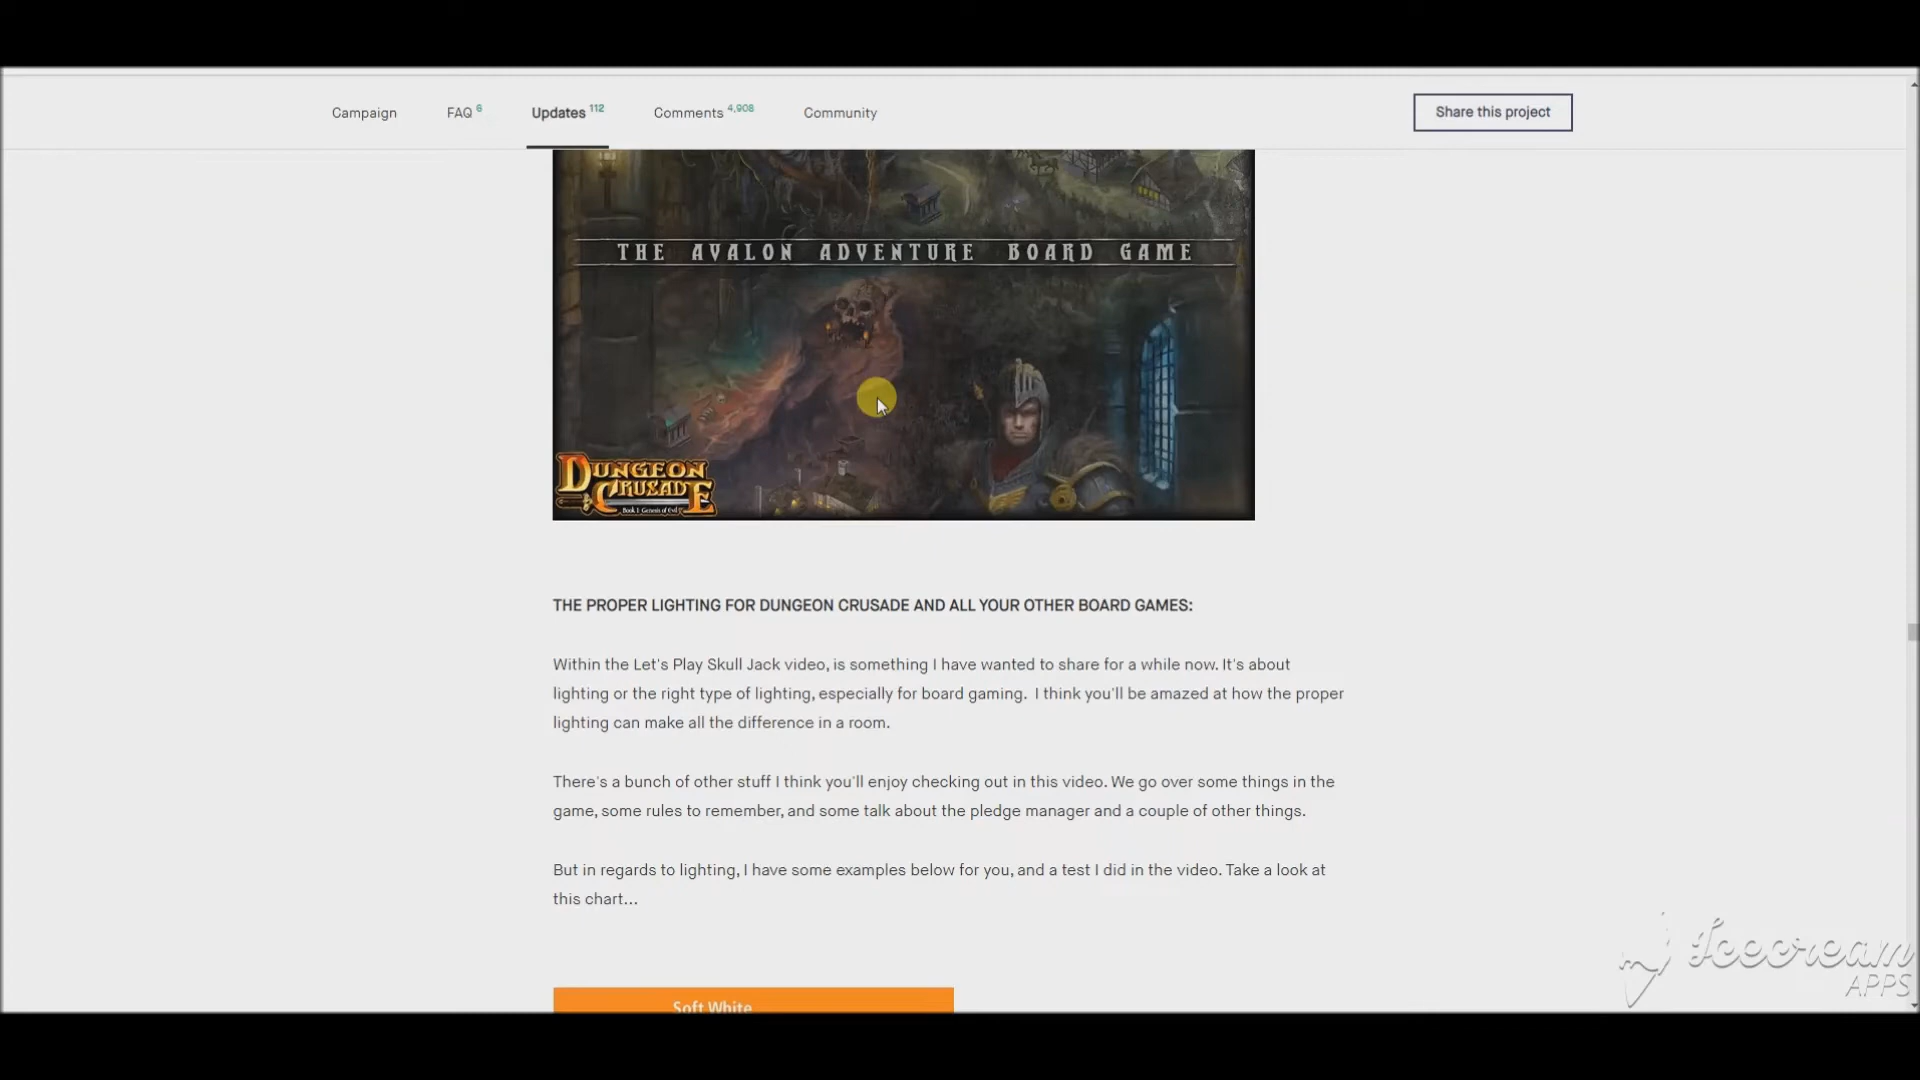 Campaign FAQ 6 Updates 112 Comments 4,908 Community Share this project
THE AVALON ADVENTURE BOARD GAME
DUNGEON
CRUSADE
Book I: Genesis of Evil
THE PROPER LIGHTING FOR DUNGEON CRUSADE AND ALL YOUR OTHER BOARD GAMES:
Within the Let's Play Skull Jack video, is something I have wanted to share for a while now. It's about
lighting or the right type of lighting, especially for board gaming.  I think you'll be amazed at how the proper
lighting can make all the difference in a room.
There's a bunch of other stuff I think you'll enjoy checking out in this video. We go over some things in the
game, some rules to remember, and some talk about the pledge manager and a couple of other things.
But in regards to lighting, I have some examples below for you, and a test I did in the video. Take a look at
this chart...
Soft White
Icecream
APPS